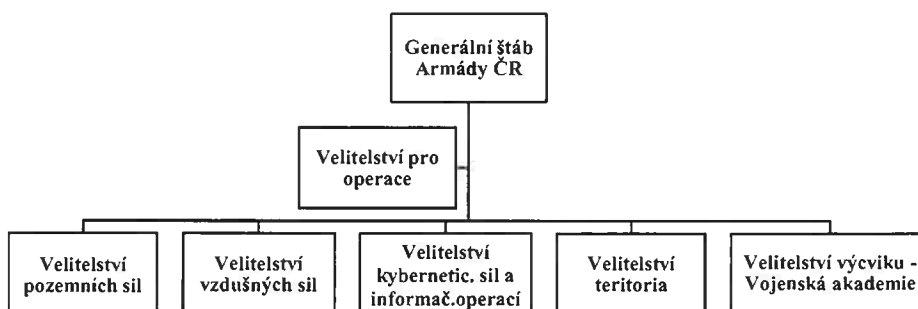 Generální štáb
Armády ČR
Velitelství pro
operace
Velitelství
pozemních sil
Velitelství
vzdušných sil
Velitelství
kybernetic. sil a
informač.operací
Velitelství
teritoria
Velitelství výcviku -
Vojenská akademie